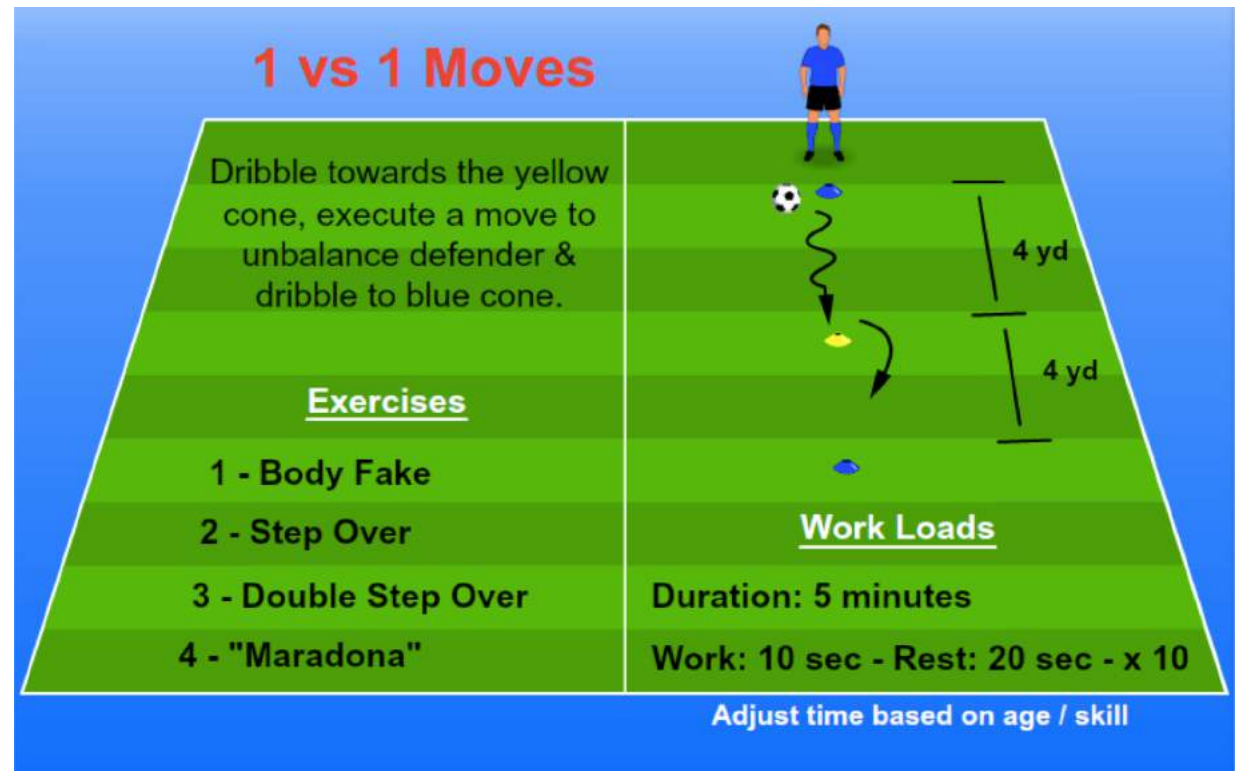 1 vs 1 Moves
Dribble towards the yellow
cone, execute a move to
unbalance defender &
dribble to blue cone.
4 yd
4 yd
Exercises
1 - Body Fake
2 - Step Over
3 - Double Step Over
4 - "Maradona"
Work Loads
Duration: 5 minutes
Work: 10 sec - Rest: 20 sec - x 10
Adjust time based on age / skill